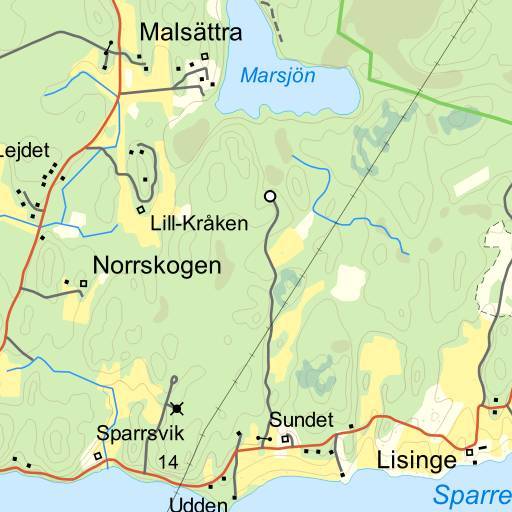 Malsättra
Marsjön
Lejdet
Lill-Kråken
Norrskogen
Sundet
Sparrsvik
14
Lisinge
Udden
Sparre